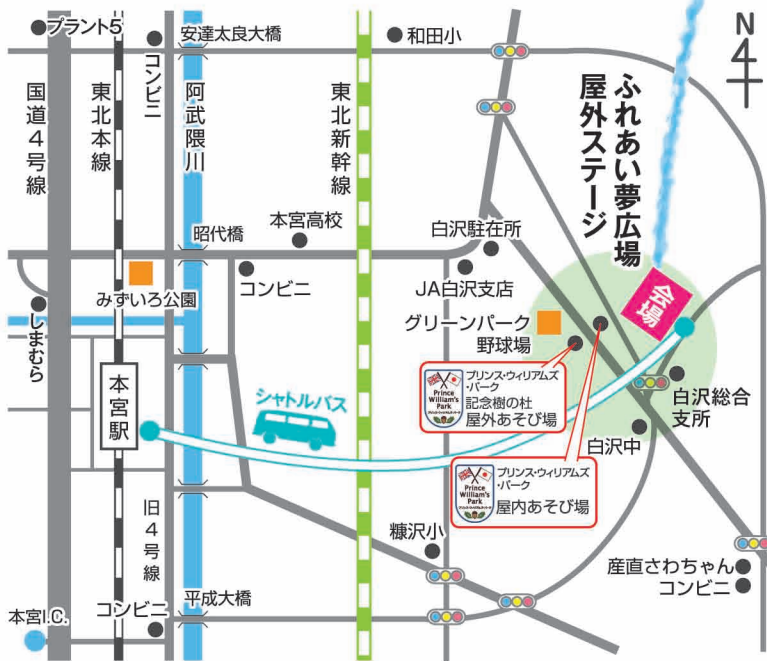 プラント5
コンビニ
安達太良大橋
和田小
N
国道4号線
東北本線
阿武隈川
東北新幹線
ふれあい夢広場
屋外ステージ
昭代橋
本宮高校
白沢駐在所
コンビニ
JA白沢支店
みずいろ公園
しまむら
グリーンパーク
野球場
会場
プリンス・ウィリアムズ
・パーク
記念樹の杜
屋外あそび場
Prince
William's
Park
本宮駅
シャトルバス
白沢総合
支所
白沢中
プリンス・ウィリアムズ
・パーク
屋内あそび場
Prince
William's
Park
旧4号線
糠沢小
産直さわちゃん
コンビニ
平成大橋
コンビニ
本宮I.C.